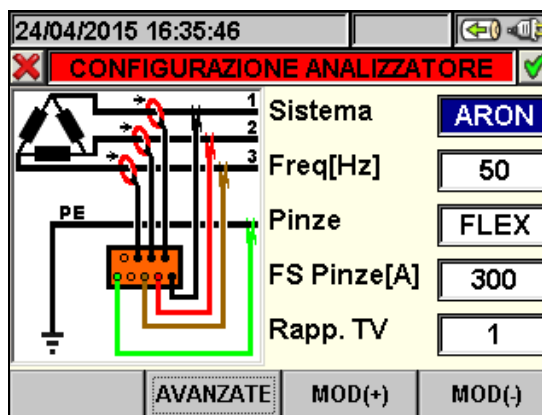 24/04/2015 16:35:46
CONFIGURAZIONE ANALIZZATORE
1
2
3
PE
Sistema ARON
Freq[Hz] 50
Pinze FLEX
FS Pinze[A] 300
Rapp. TV 1
AVANZATE MOD(+) MOD(-)